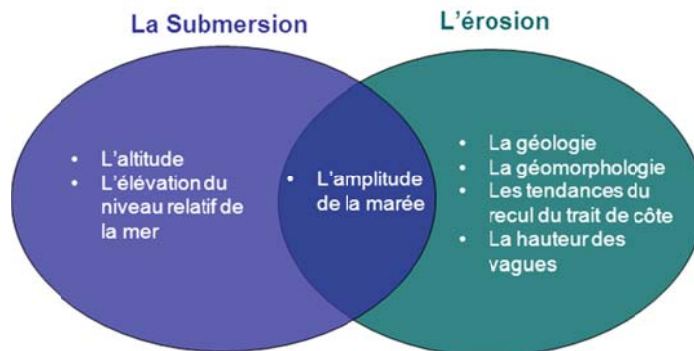 La Submersion
L'érosion
• L'altitude
• L'élévation du
niveau relatif de
la mer
• L'amplitude
de la marée
• La géologie
• La géomorphologie
• Les tendances du
recul du trait de côte
• La hauteur des
vagues